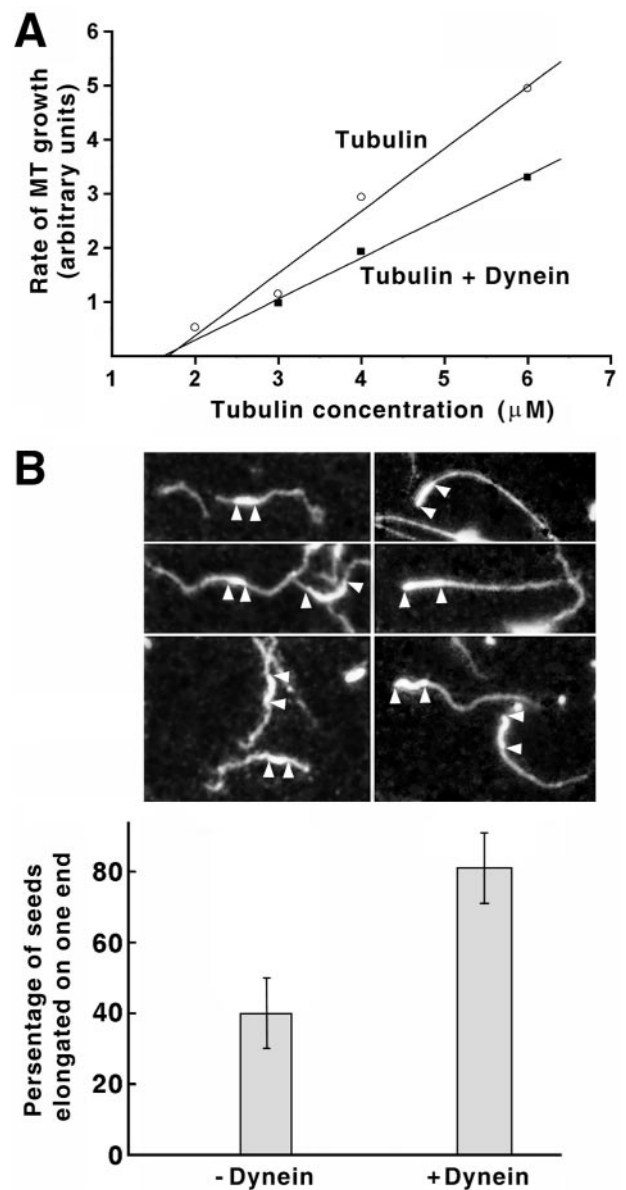 A
Rate of MT growth
(arbitrary units)
6
5
4
3
2
1
Tubulin
Tubulin + Dynein
1 2 3 4 5 6 7
Tubulin concentration (μM)
B
Persentage of seeds
elongated on one end
80
60
40
20
0
- Dynein + Dynein